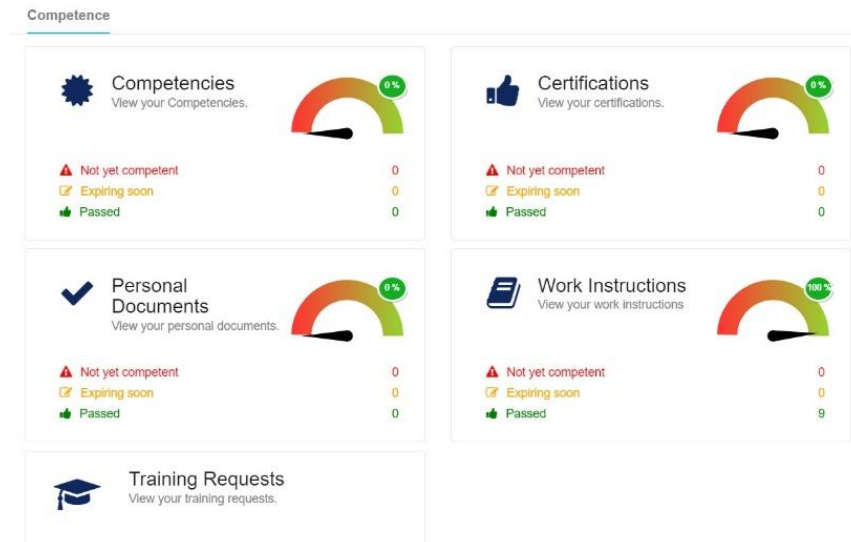 Competence
Competencies
View your Competencies.
0 %
Not yet competent 0
Expiring soon 0
Passed 0
Certifications
View your certifications.
0 %
Not yet competent 0
Expiring soon 0
Passed 0
Personal
Documents
View your personal documents.
0 %
Not yet competent 0
Expiring soon 0
Passed 0
Work Instructions
View your work instructions
100 %
Not yet competent 0
Expiring soon 0
Passed 9
Training Requests
View your training requests.